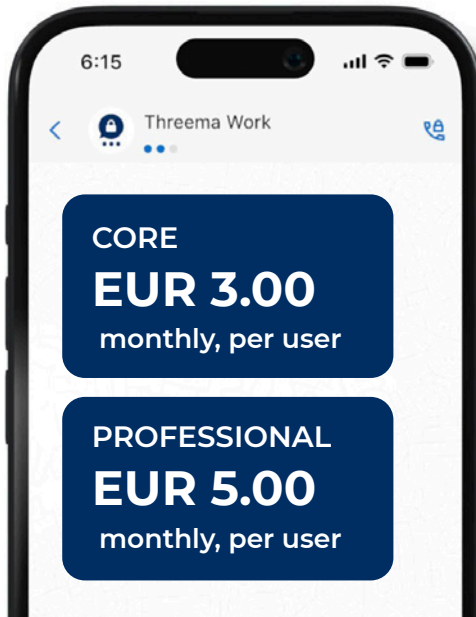 6:15
Threema Work
CORE
EUR 3.00
monthly, per user
PROFESSIONAL
EUR 5.00
monthly, per user